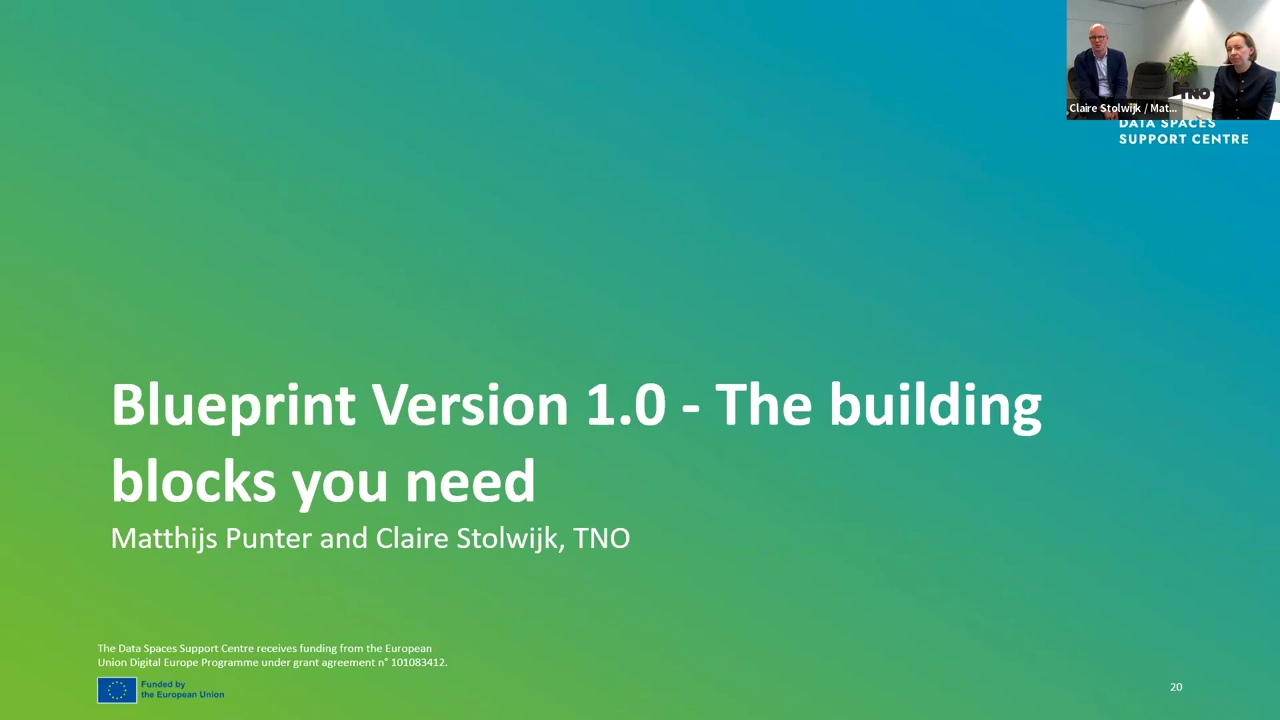 Claire Stolwijk / Mat...
TNO
DATA SPACES
SUPPORT CENTRE
Blueprint Version 1.0 - The building
blocks you need
Matthijs Punter and Claire Stolwijk, TNO
The Data Spaces Support Centre receives funding from the European
Union Digital Europe Programme under grant agreement n° 101083412.
Funded by
the European Union
20